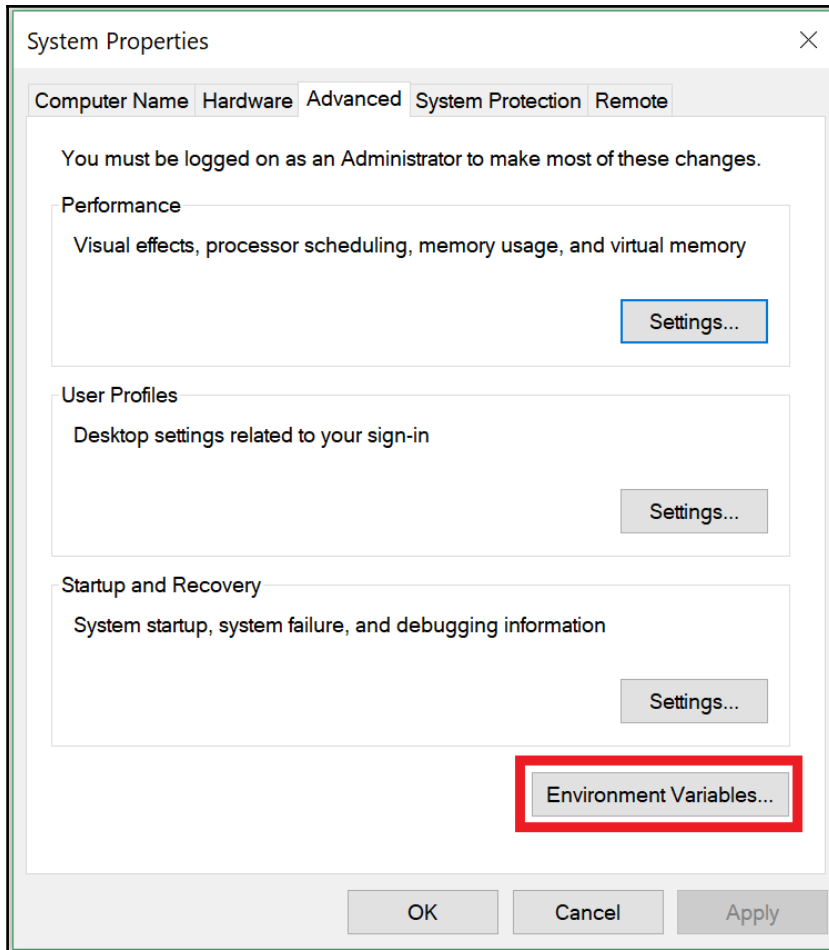 System Properties
Computer Name Hardware Advanced System Protection Remote
You must be logged on as an Administrator to make most of these changes.
Performance
Visual effects, processor scheduling, memory usage, and virtual memory
Settings...
User Profiles
Desktop settings related to your sign-in
Settings...
Startup and Recovery
System startup, system failure, and debugging information
Settings...
Environment Variables...
OK Cancel Apply